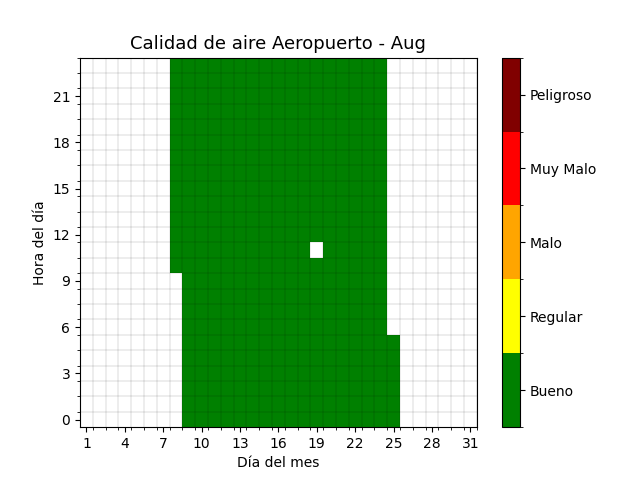 Calidad de aire Aeropuerto - Aug
Hora del día
21
18
15
12
9
6
3
0
1 4 7 10 13 16 19 22 25 28 31
Día del mes
Peligroso
Muy Malo
Malo
Regular
Bueno